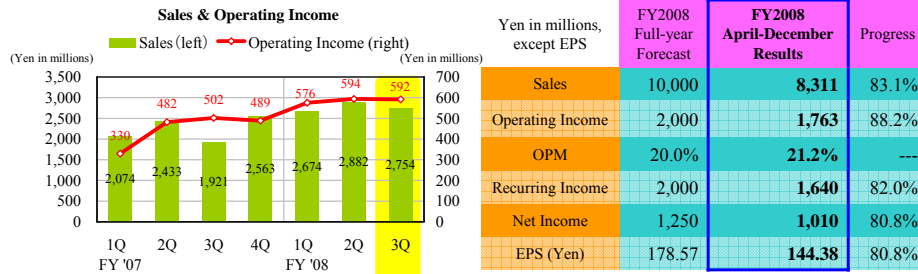 Sales & Operating Income
Sales(left) Operating Income (right)
(Yen in millions) (Yen in millions)
3,500 700
3,000 600
2,500 500
2,000 400
1,500 300
1,000 200
500 100
0 0
330 482 502 489 576 594 592
2,074 2,433 1,921 2,563 2,674 2,882 2,754
1Q 2Q 3Q 4Q 1Q 2Q 3Q
FY '07 FY '08
Yen in millions, except EPS FY2008 Full-year Forecast FY2008 April-December Results Progress
Sales 10,000 8,311 83.1%
Operating Income 2,000 1,763 88.2%
OPM 20.0% 21.2% ---
Recurring Income 2,000 1,640 82.0%
Net Income 1,250 1,010 80.8%
EPS (Yen) 178.57 144.38 80.8%